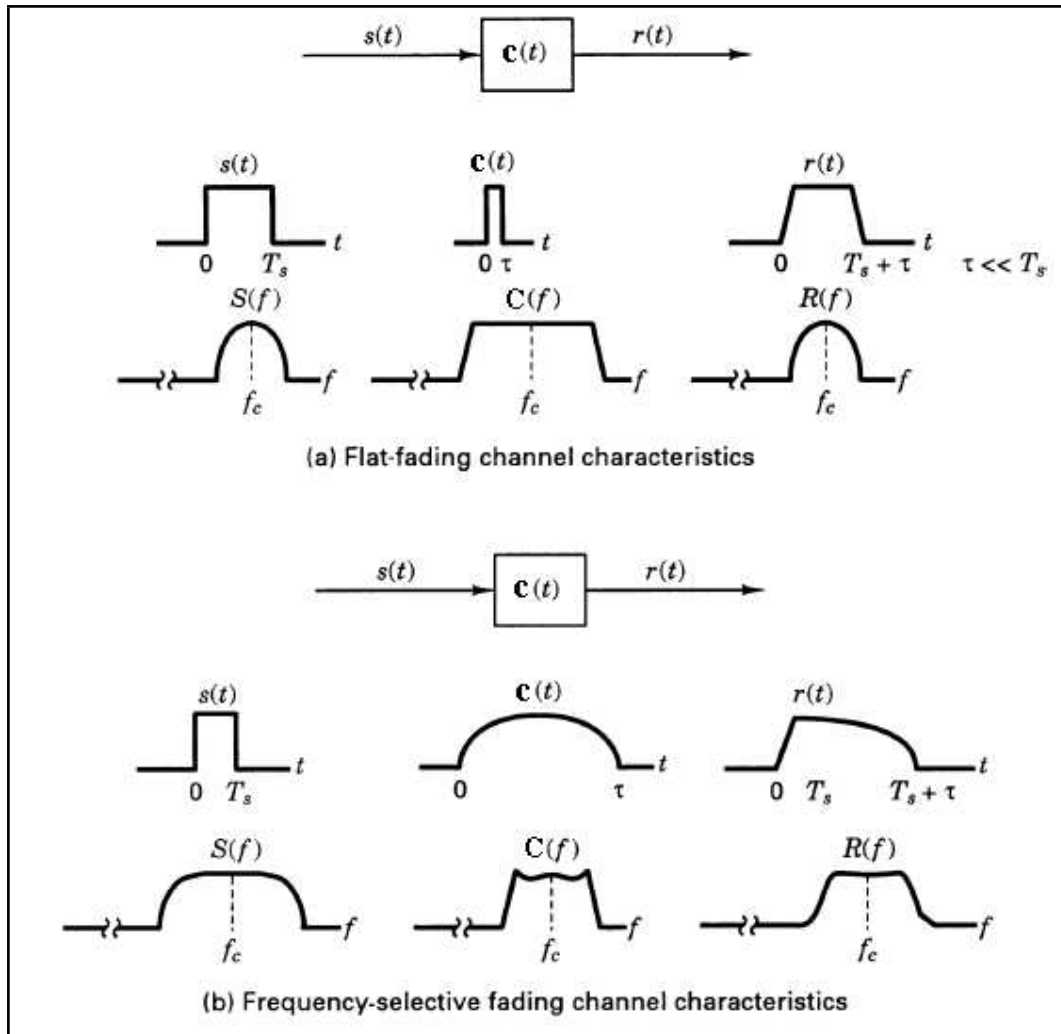 s(t) c(t) r(t)
s(t) c(t) r(t)
t t t
0 T_s 0 τ 0 T_s + τ τ << T_s
S(f) C(f) R(f)
f f f
f_c f_c f_c
(a) Flat-fading channel characteristics
s(t) c(t) r(t)
s(t) c(t) r(t)
t t t
0 T_s 0 τ 0 T_s T_s + τ
S(f) C(f) R(f)
f f f
f_c f_c f_c
(b) Frequency-selective fading channel characteristics